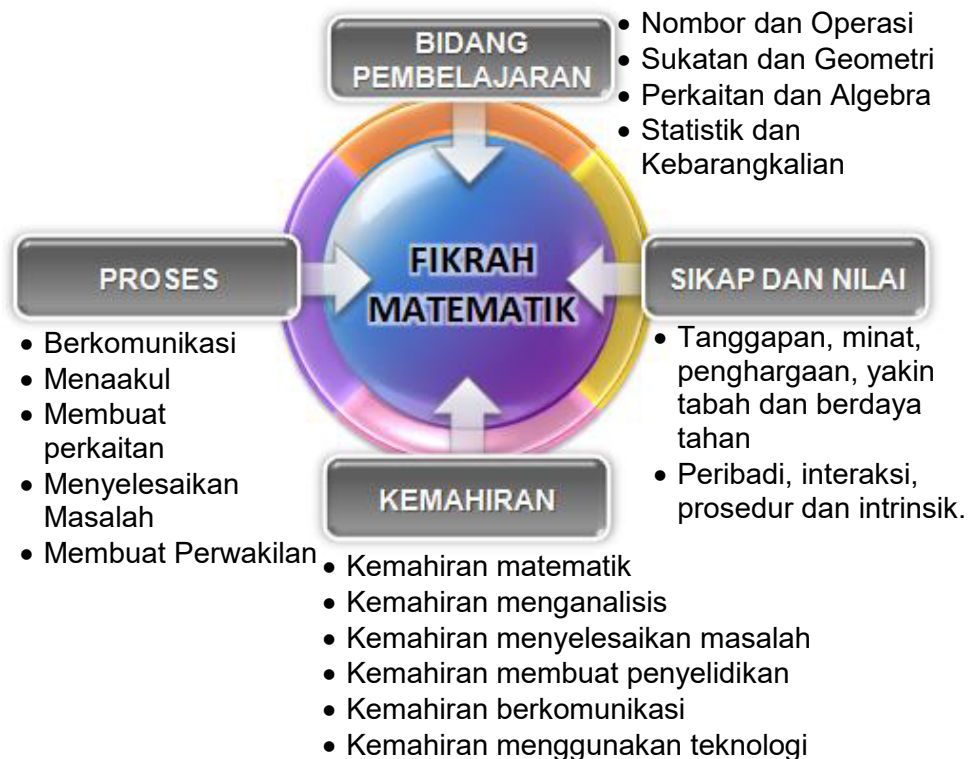 BIDANG
PEMBELAJARAN
• Nombor dan Operasi
• Sukatan dan Geometri
• Perkaitan dan Algebra
• Statistik dan
Kebarangkalian
FIKRAH
MATEMATIK
PROSES
• Berkomunikasi
• Menaakul
• Membuat
perkaitan
• Menyelesaikan
Masalah
• Membuat Perwakilan
SIKAP DAN NILAI
• Tanggapan, minat,
penghargaan, yakin
tabah dan berdaya
tahan
• Peribadi, interaksi,
prosedur dan intrinsik.
KEMAHIRAN
• Kemahiran matematik
• Kemahiran menganalisis
• Kemahiran menyelesaikan masalah
• Kemahiran membuat penyelidikan
• Kemahiran berkomunikasi
• Kemahiran menggunakan teknologi